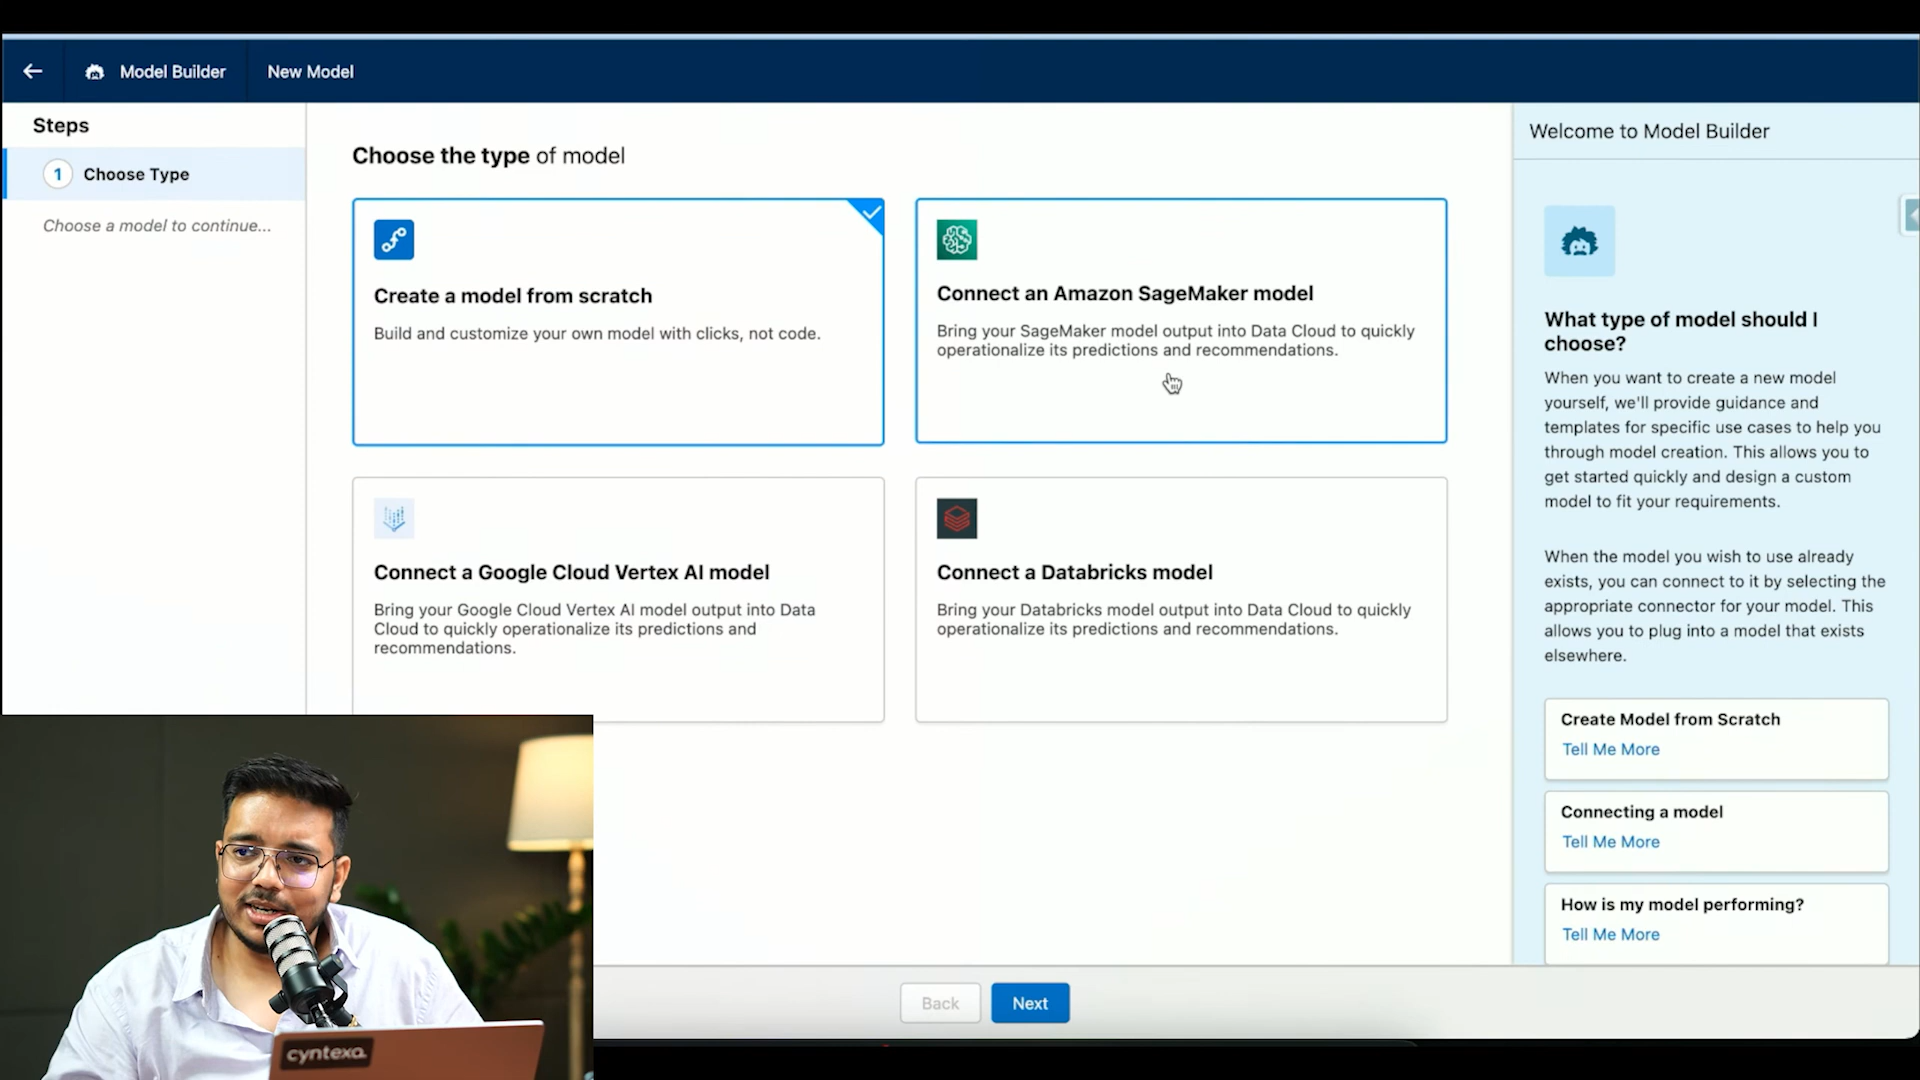 Model Builder
New Model
Steps
1 Choose Type
Choose a model to continue...
Choose the type of model
Create a model from scratch
Build and customize your own model with clicks, not code.
Connect an Amazon SageMaker model
Bring your SageMaker model output into Data Cloud to quickly
operationalize its predictions and recommendations.
Connect a Google Cloud Vertex AI model
Bring your Google Cloud Vertex AI model output into Data
Cloud to quickly operationalize its predictions and
recommendations.
Connect a Databricks model
Bring your Databricks model output into Data Cloud to quickly
operationalize its predictions and recommendations.
Back
Next
Welcome to Model Builder
What type of model should I
choose?
When you want to create a new model
yourself, we'll provide guidance and
templates for specific use cases to help you
through model creation. This allows you to
get started quickly and design a custom
model to fit your requirements.
When the model you wish to use already
exists, you can connect to it by selecting the
appropriate connector for your model. This
allows you to plug into a model that exists
elsewhere.
Create Model from Scratch
Tell Me More
Connecting a model
Tell Me More
How is my model performing?
Tell Me More
cyntexa.